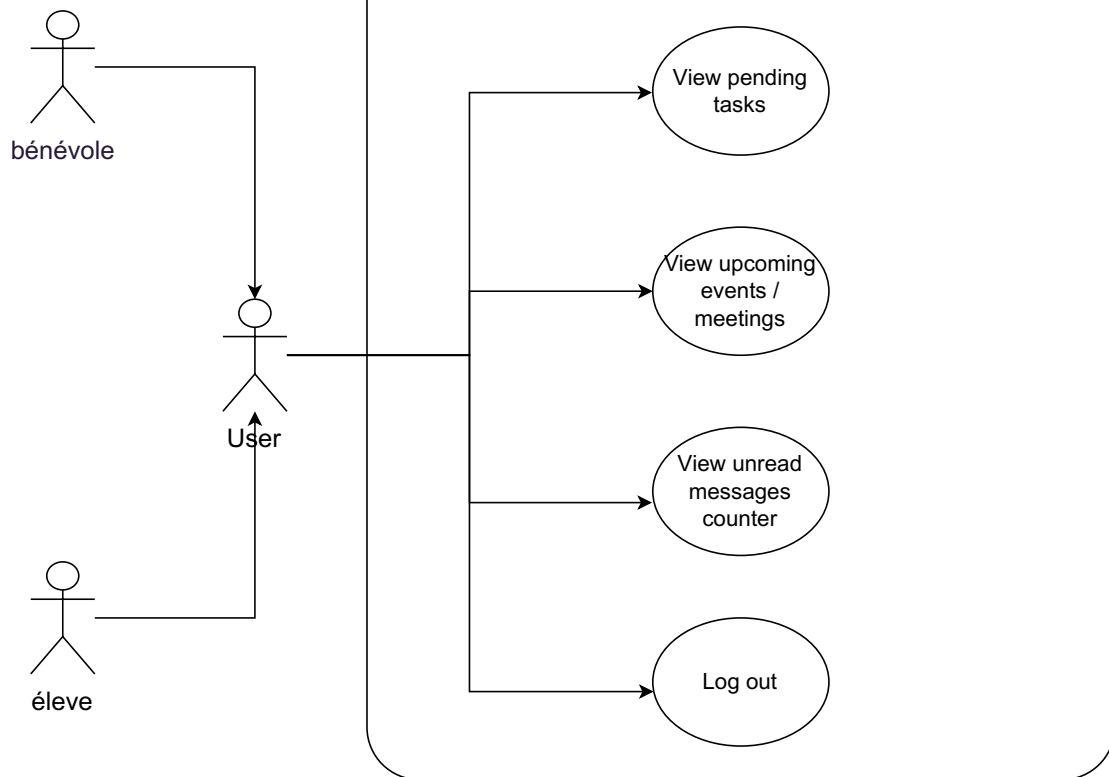 View pending
tasks
bénévole
View upcoming
events /
meetings
User
View unread
messages
counter
Log out
éleve